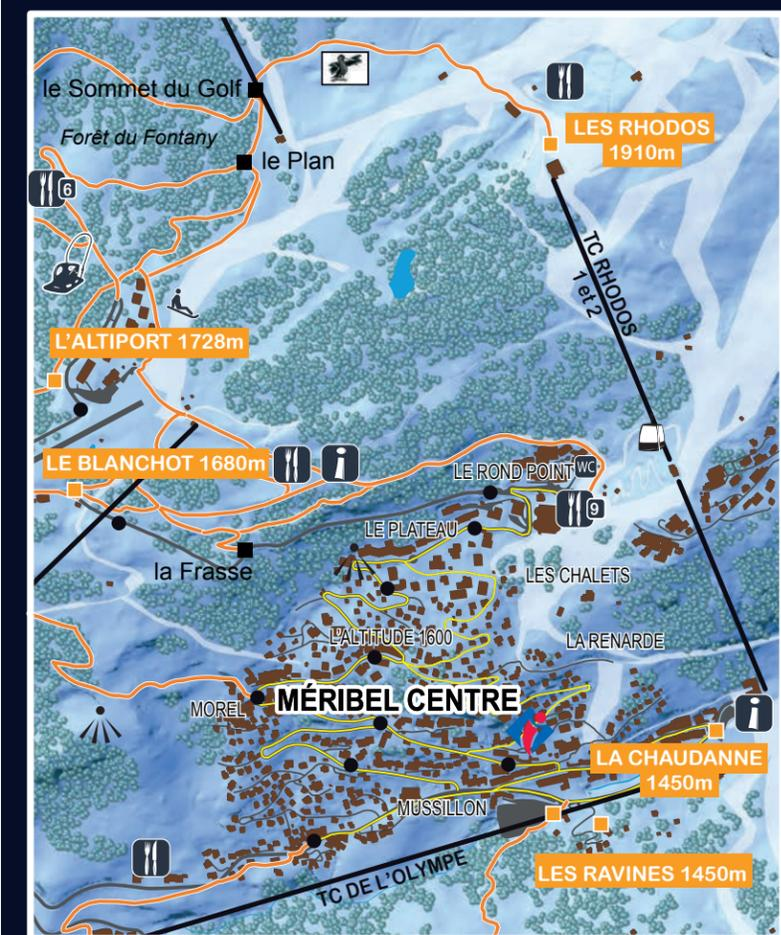 le Sommet du Golf
Forêt du Fontany
le Plan
LES RHODOS
1910m
6
TC RHODOS
1 et 2
L'ALTIPORT 1728m
LE BLANCHOT 1680m
LE ROND POINT
WC
9
LE PLATEAU
la Frasse
LES CHALETS
L'ALTITUDE 1600
LA RENARDE
MOREL
MÉRIBEL CENTRE
LA CHAUDANNE
1450m
MUSSILLON
TC DE L'OLYMPE
LES RAVINES 1450m